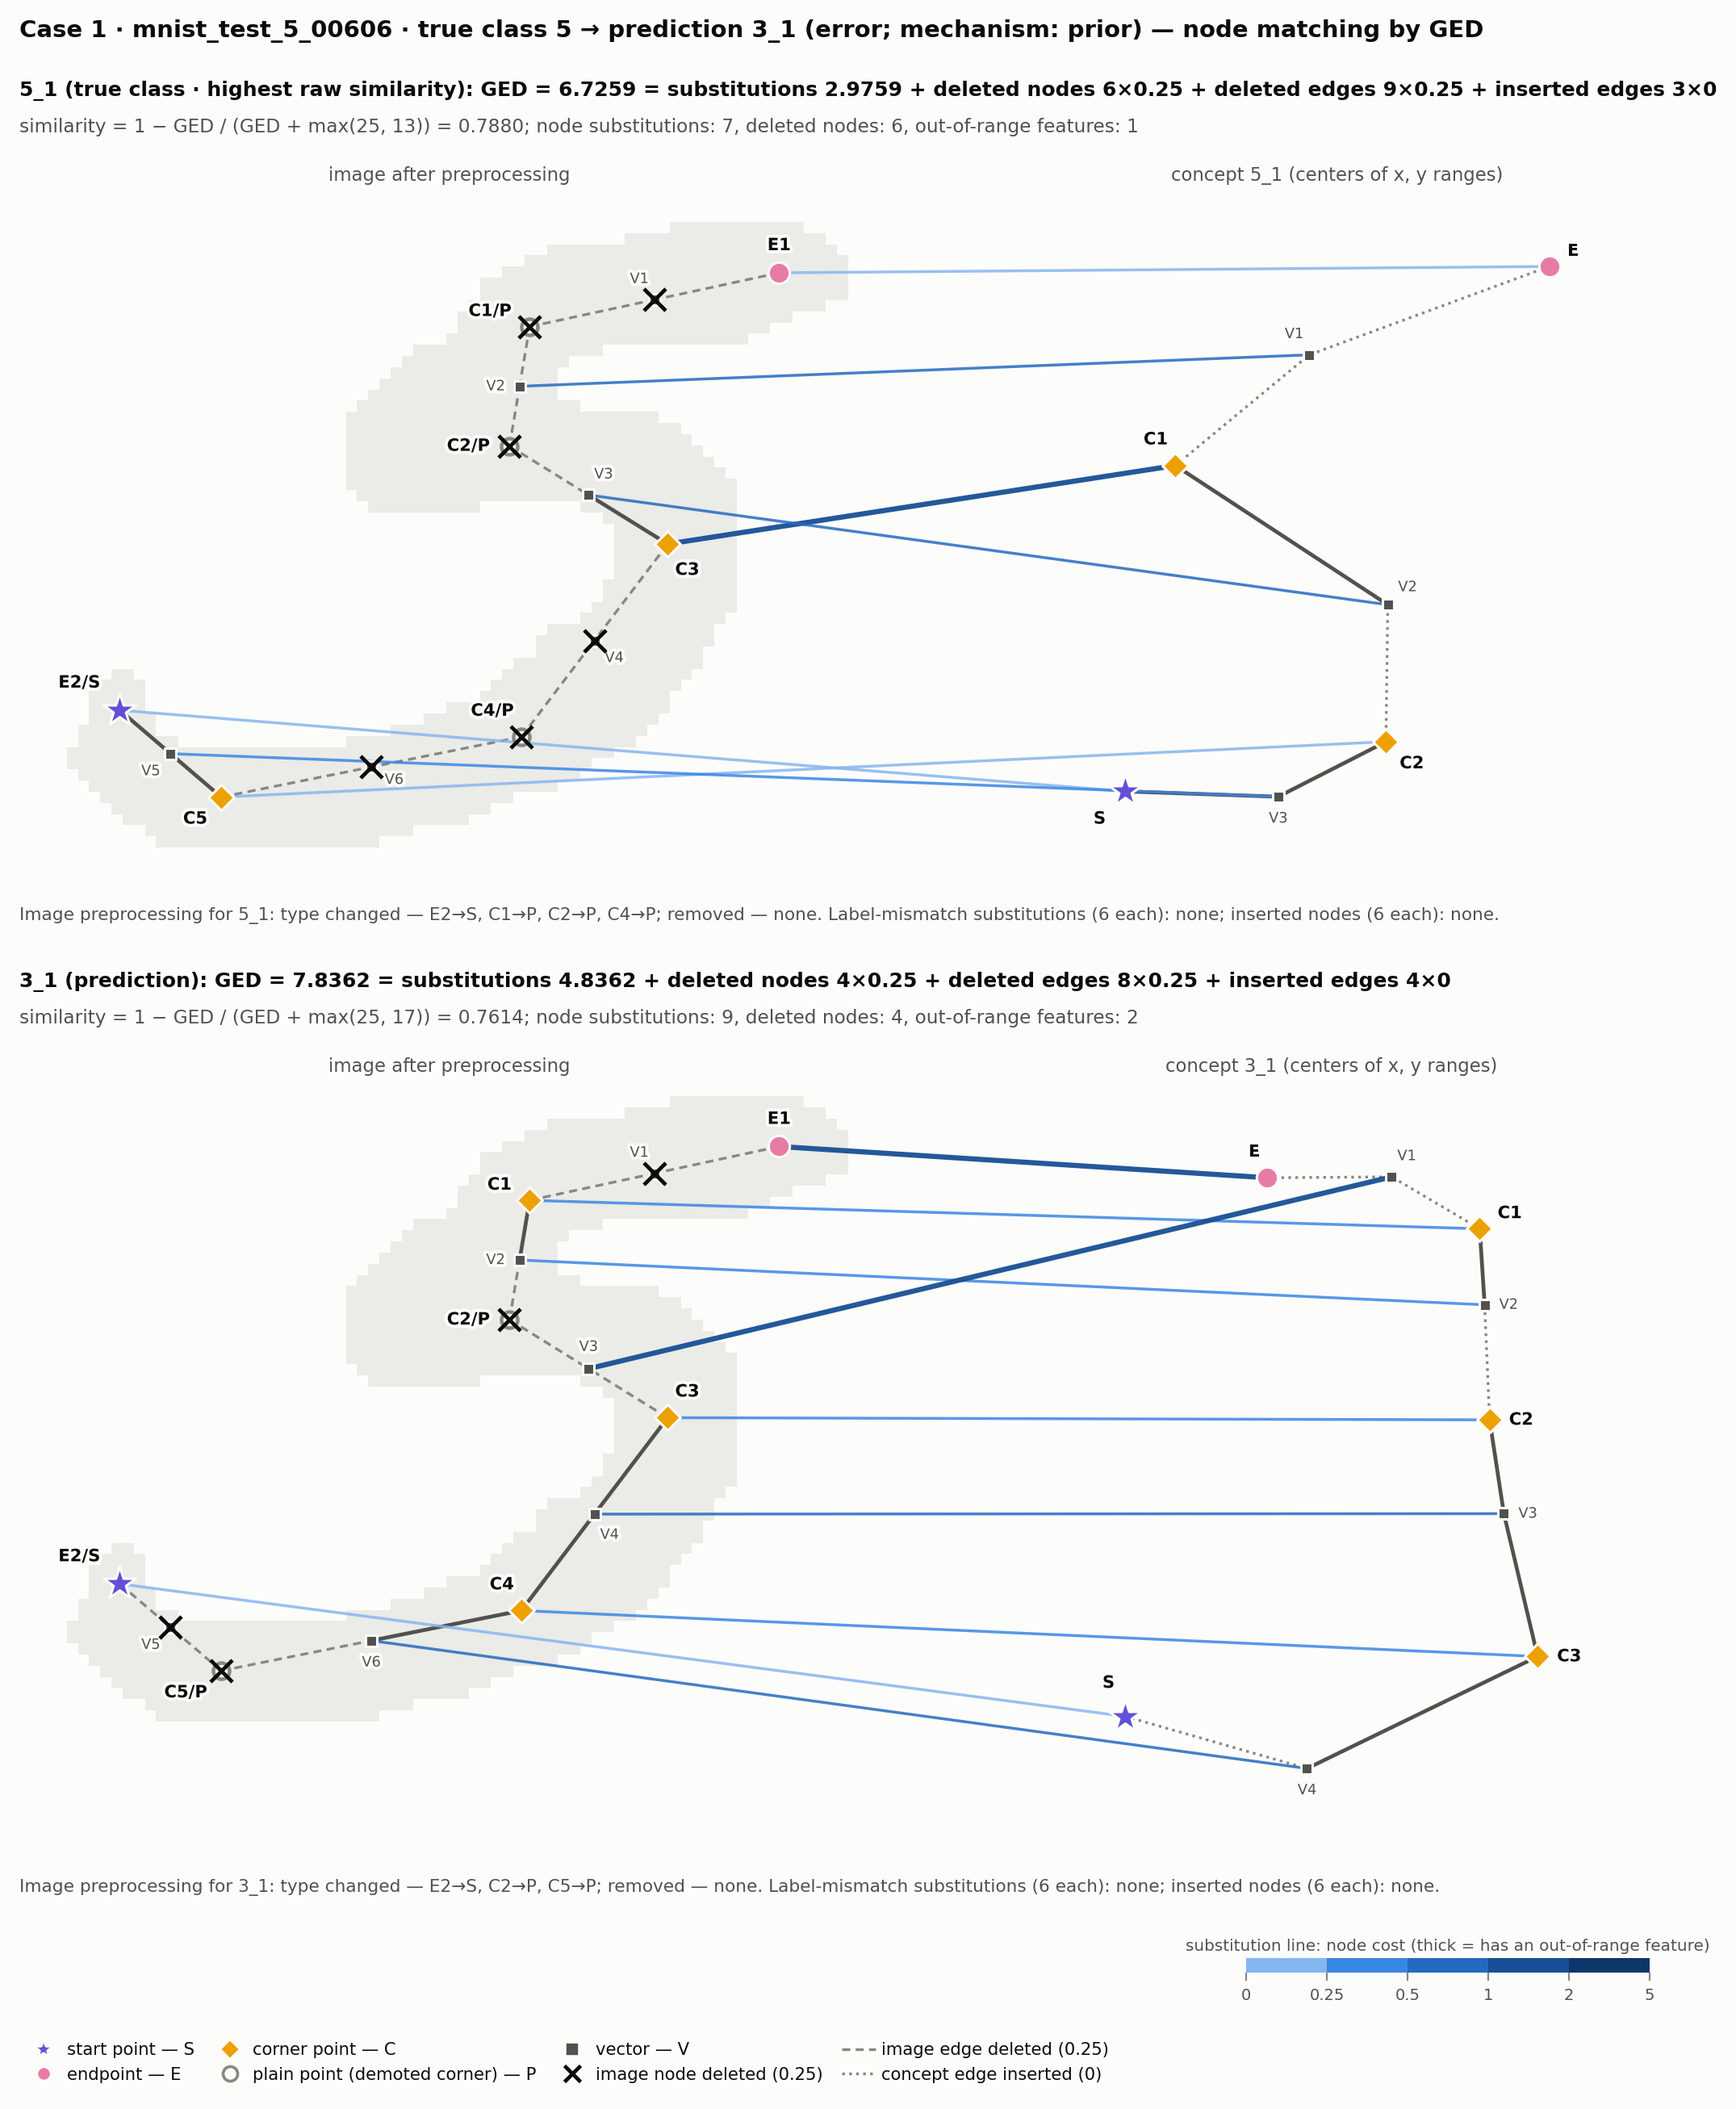 Case 1 · mnist_test_5_00606 · true class 5 → prediction 3_1 (error; mechanism: prior) — node matching by GED
5_1 (true class · highest raw similarity): GED = 6.7259 = substitutions 2.9759 + deleted nodes 6×0.25 + deleted edges 9×0.25 + inserted edges 3×0
similarity = 1 − GED / (GED + max(25, 13)) = 0.7880; node substitutions: 7, deleted nodes: 6, out-of-range features: 1
image after preprocessing
concept 5_1 (centers of x, y ranges)
E1
E
V1
C1/P
V1
V2
C1
C2/P
V3
C3
V2
V4
E2/S
C4/P
V5
V6
C2
C5
S
V3
Image preprocessing for 5_1: type changed — E2→S, C1→P, C2→P, C4→P; removed — none. Label-mismatch substitutions (6 each): none; inserted nodes (6 each): none.
3_1 (prediction): GED = 7.8362 = substitutions 4.8362 + deleted nodes 4×0.25 + deleted edges 8×0.25 + inserted edges 4×0
similarity = 1 − GED / (GED + max(25, 17)) = 0.7614; node substitutions: 9, deleted nodes: 4, out-of-range features: 2
image after preprocessing
concept 3_1 (centers of x, y ranges)
E1
V1
E
V1
C1
C1
V2
V2
C2/P
V3
C3
C2
V4
V3
E2/S
C4
V5
V6
C3
C5/P
S
V4
Image preprocessing for 3_1: type changed — E2→S, C2→P, C5→P; removed — none. Label-mismatch substitutions (6 each): none; inserted nodes (6 each): none.
substitution line: node cost (thick = has an out-of-range feature)
0 0.25 0.5 1 2 5
start point — S corner point — C vector — V image edge deleted (0.25)
endpoint — E plain point (demoted corner) — P image node deleted (0.25) concept edge inserted (0)